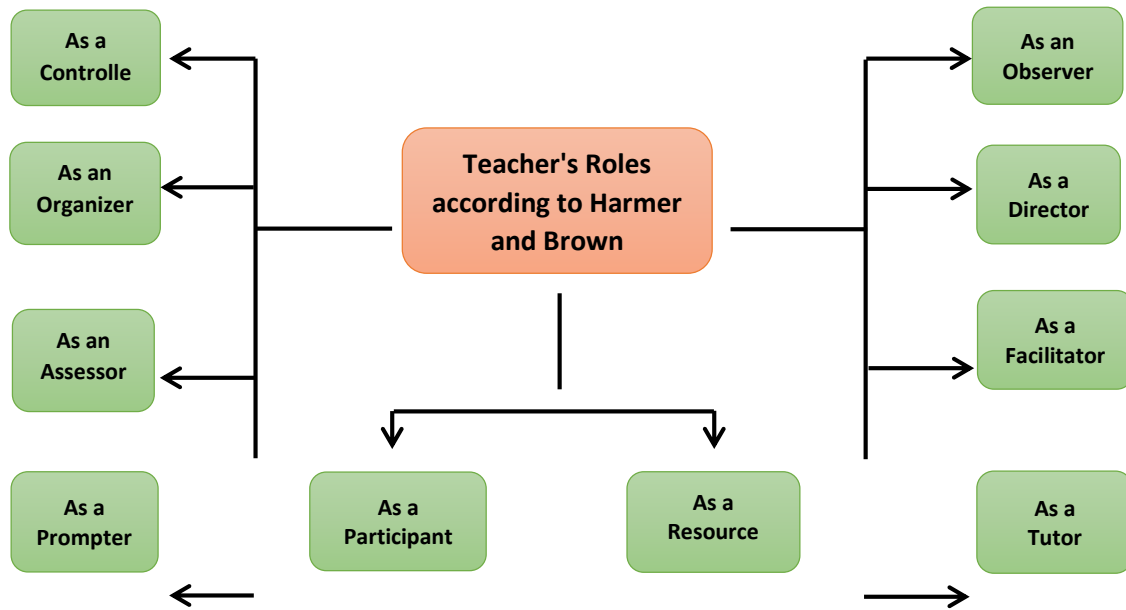 As a
Controlle
As an
Observer
Teacher's Roles
according to Harmer
and Brown
As an
Organizer
As a
Director
As an
Assessor
As a
Facilitator
As a
Prompter
As a
Participant
As a
Resource
As a
Tutor